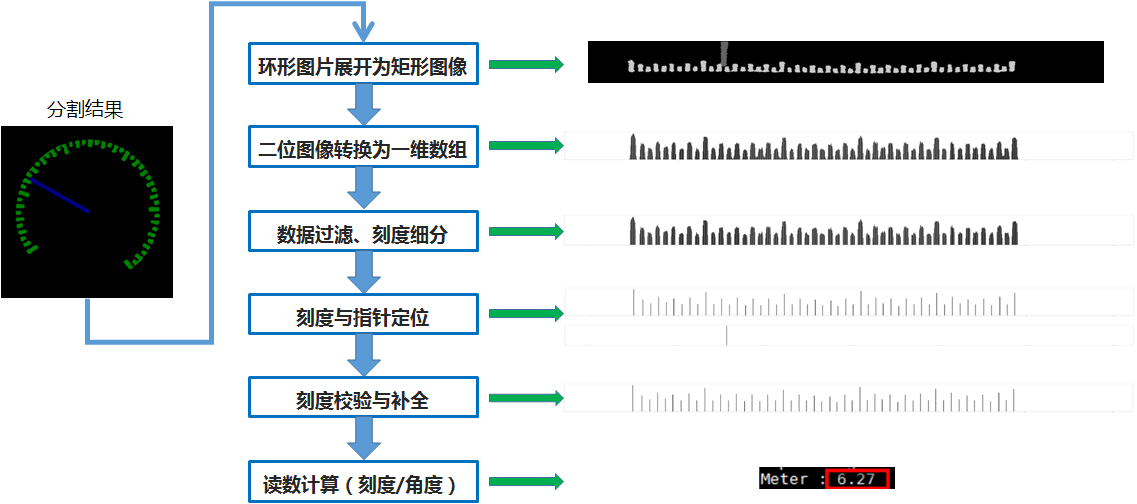 环形图片展开为矩形图像
分割结果
二位图像转换为一维数组
数据过滤、刻度细分
刻度与指针定位
刻度校验与补全
读数计算（刻度/角度）
Meter : 6.27